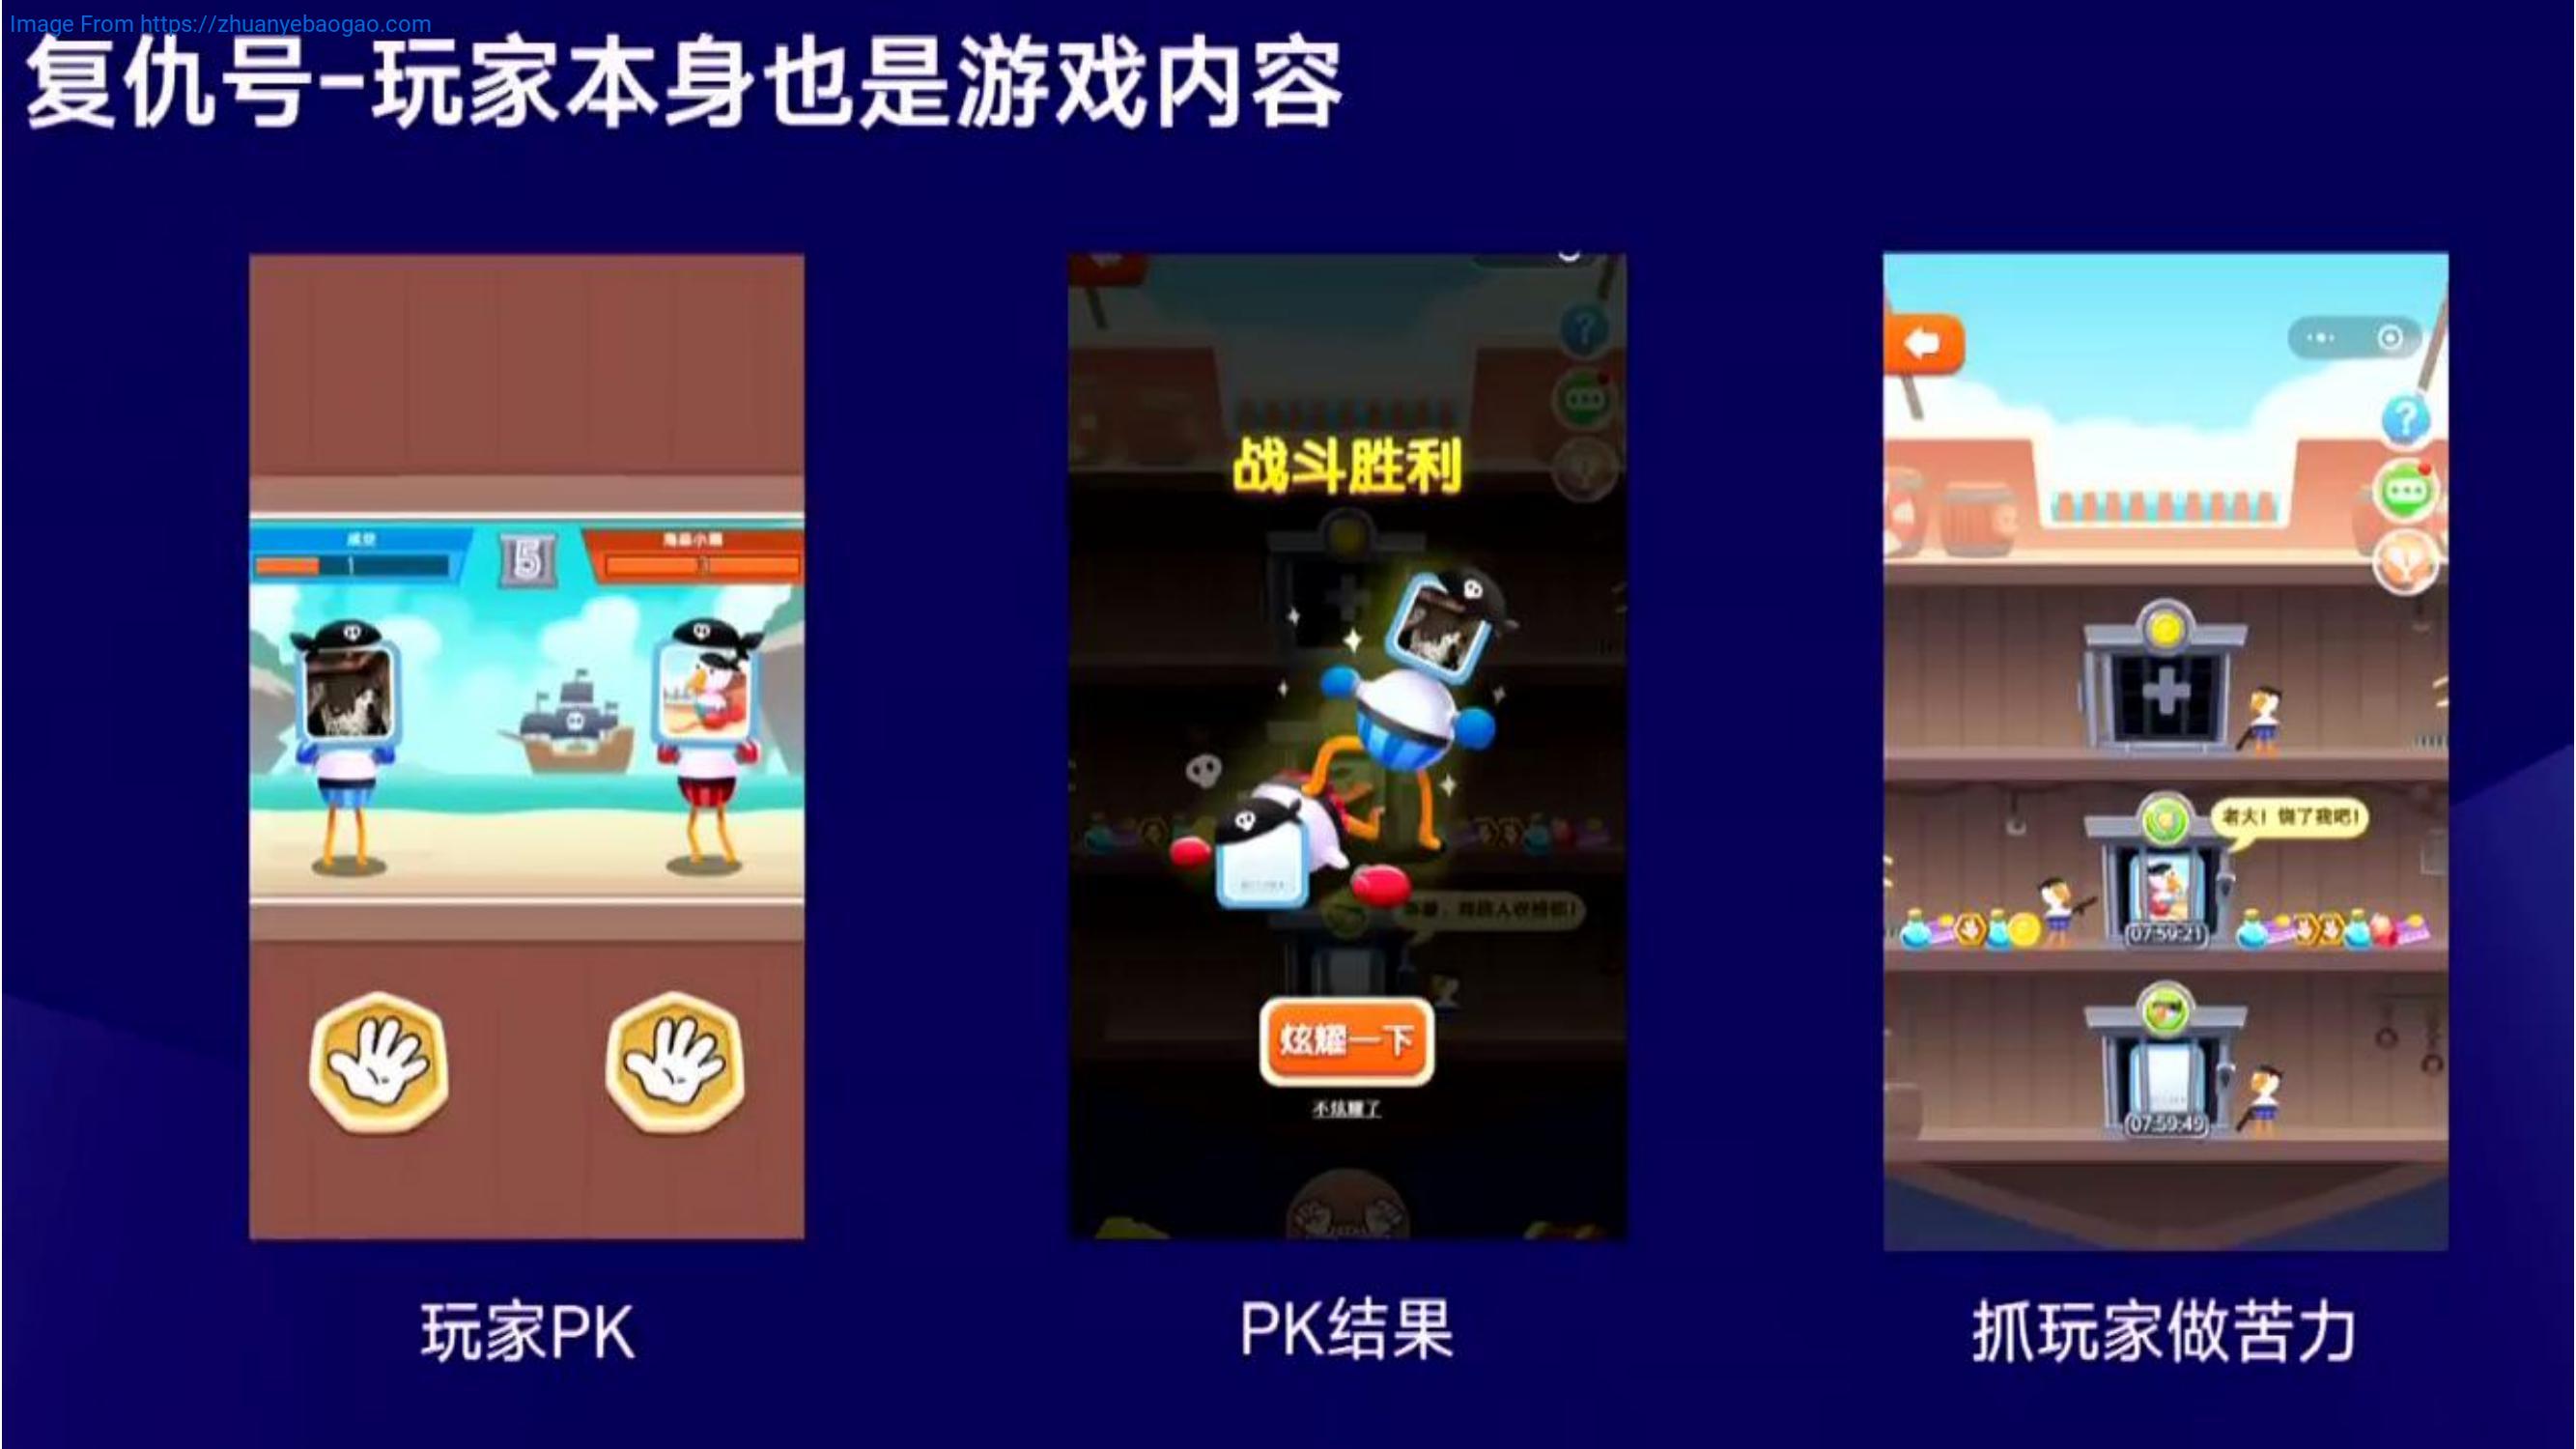 Image From https://zhuanyebaogao.com
复仇号-玩家本身也是游戏内容
5
战斗胜利
炫耀一下
不炫耀了
老大！饶了我吧！
07:59:21
07:59:49
玩家PK
PK结果
抓玩家做苦力